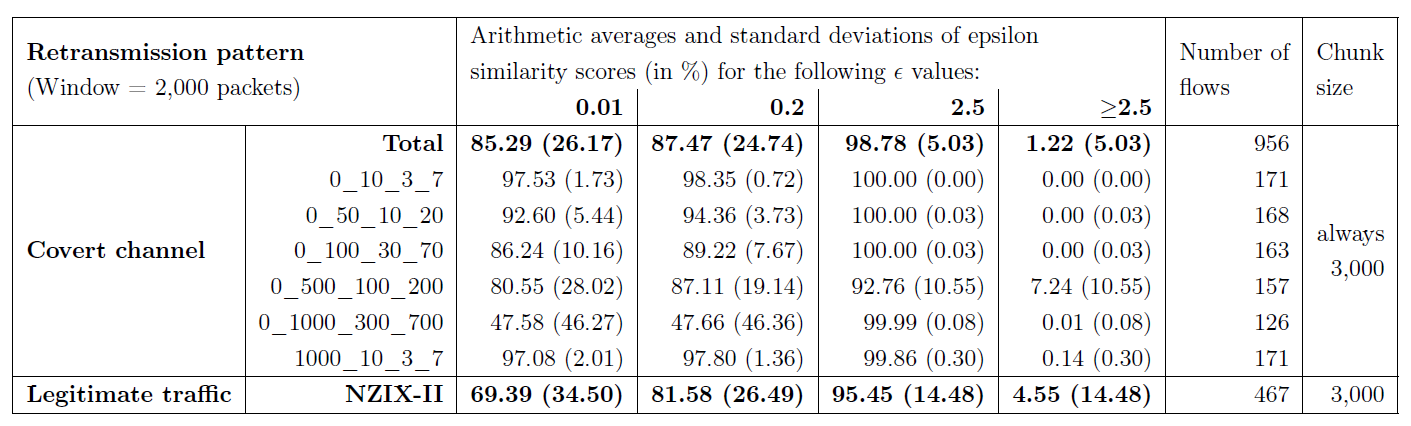 Retransmission pattern
(Window = 2,000 packets)
Arithmetic averages and standard deviations of epsilon
similarity scores (in %) for the following ϵ values:
0.01 0.2 2.5 ≥2.5
Number of
flows
Chunk
size
Covert channel
Total 85.29 (26.17) 87.47 (24.74) 98.78 (5.03) 1.22 (5.03) 956
0_10_3_7 97.53 (1.73) 98.35 (0.72) 100.00 (0.00) 0.00 (0.00) 171
0_50_10_20 92.60 (5.44) 94.36 (3.73) 100.00 (0.03) 0.00 (0.03) 168
0_100_30_70 86.24 (10.16) 89.22 (7.67) 100.00 (0.03) 0.00 (0.03) 163
0_500_100_200 80.55 (28.02) 87.11 (19.14) 92.76 (10.55) 7.24 (10.55) 157
0_1000_300_700 47.58 (46.27) 47.66 (46.36) 99.99 (0.08) 0.01 (0.08) 126
1000_10_3_7 97.08 (2.01) 97.80 (1.36) 99.86 (0.30) 0.14 (0.30) 171
always
3,000
Legitimate traffic NZIX-II 69.39 (34.50) 81.58 (26.49) 95.45 (14.48) 4.55 (14.48) 467 3,000